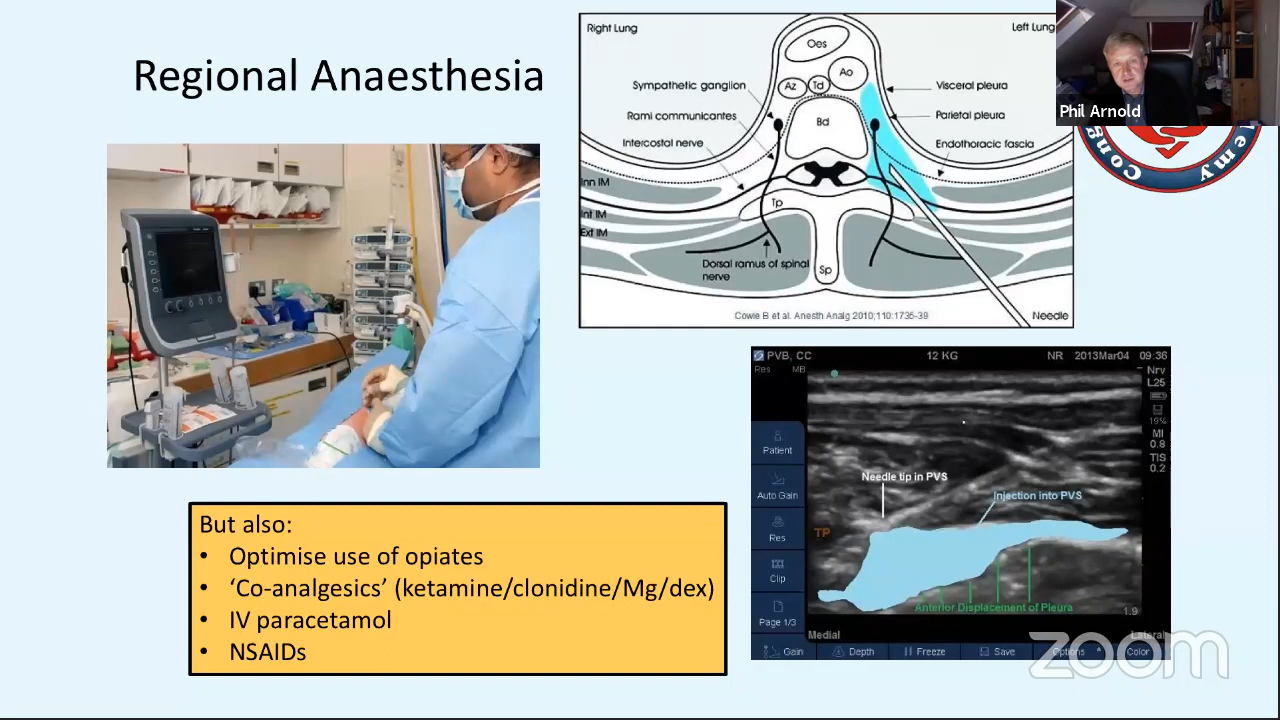 Regional Anaesthesia
Right Lung
Left Lung
Oes
Sympathetic ganglion
Az
Td
Ao
Visceral pleura
Rami communicantes
Bd
Parietal pleura
Intercostal nerve
Endothoracic fascia
Inn IM
Tp
Int IM
Ext IM
Dorsal ramus of spinal
nerve
Sp
Cowie B et al. Anesth Analg 2010;110:1735-39
Needle
Phil Arnold
Cong
emy
PVB, CC
12 KG
NR
2013Mar04
09:36
Res
MB
Nrv
L25
19%
MI
0.8
TIS
0.2
Patient
Auto Gain
Res
Clip
Page 1/3
Needle tip in PVS
Injection into PVS
TP
Anterior Displacement of Pleura
1.9
Medial
Lateral
Gain
Depth
Freeze
Save
Options
Color
zoom
But also:
• Optimise use of opiates
• ‘Co-analgesics’ (ketamine/clonidine/Mg/dex)
• IV paracetamol
• NSAIDs